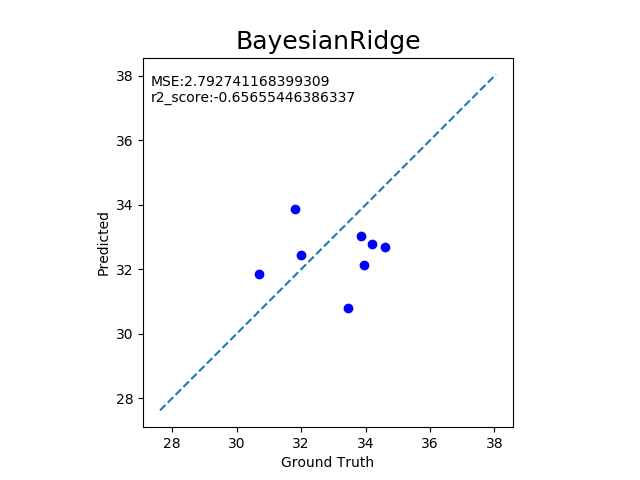 BayesianRidge
MSE:2.792741168399309
r2_score:-0.65655446386337
38
36
34
32
30
28
Predicted
28 30 32 34 36 38
Ground Truth